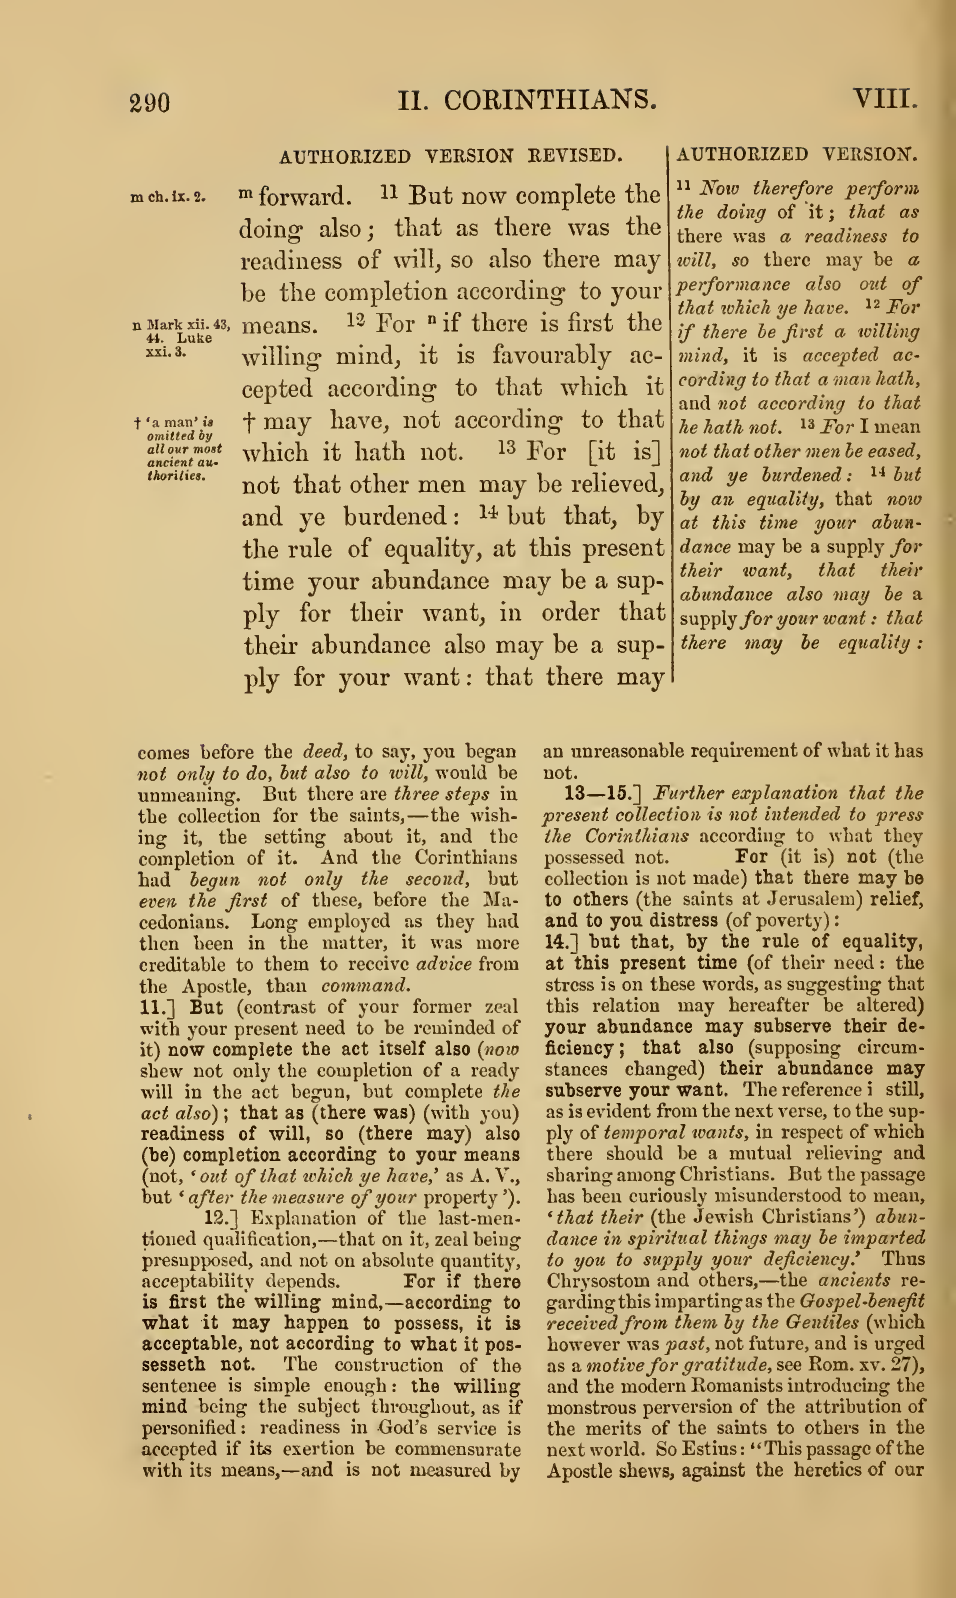 290
II. CORINTHIANS.
VIII.
AUTHORIZED VERSION REVISED.
m ch. ix. 2.
m forward. 11 But now complete the
doing also; that as there was the
readiness of will, so also there may
be the completion according to your
n Mark xii. 43,
44. Luke
xxi. 3.
means. 12 For n if there is first the
willing mind, it is favourably ac-
cepted according to that which it
† 'a man' is
omitted by
all our most
ancient au-
thorities.
† may have, not according to that
which it hath not. 13 For [it is]
not that other men may be relieved,
and ye burdened: 14 but that, by
the rule of equality, at this present
time your abundance may be a sup-
ply for their want, in order that
their abundance also may be a sup-
ply for your want: that there may
AUTHORIZED VERSION.
11 Now therefore perform
the doing of it; that as
there was a readiness to
will, so there may be a
performance also out of
that which ye have. 12 For
if there be first a willing
mind, it is accepted ac-
cording to that a man hath,
and not according to that
he hath not. 13 For I mean
not that other men be eased,
and ye burdened: 14 but
by an equality, that now
at this time your abun-
dance may be a supply for
their want, that their
abundance also may be a
supply for your want: that
there may be equality:
comes before the deed, to say, you began
not only to do, but also to will, would be
unmeaning. But there are three steps in
the collection for the saints,—the wish-
ing it, the setting about it, and the
completion of it. And the Corinthians
had begun not only the second, but
even the first of these, before the Ma-
cedonians. Long employed as they had
then been in the matter, it was more
creditable to them to receive advice from
the Apostle, than command.
11.] But (contrast of your former zeal
with your present need to be reminded of
it) now complete the act itself also (now
shew not only the completion of a ready
will in the act begun, but complete the
act also); that as (there was) (with you)
readiness of will, so (there may) also
(be) completion according to your means
(not, 'out of that which ye have,' as A. V.,
but 'after the measure of your property').
12.] Explanation of the last-men-
tioned qualification,—that on it, zeal being
presupposed, and not on absolute quantity,
acceptability depends. For if there
is first the willing mind,—according to
what it may happen to possess, it is
acceptable, not according to what it pos-
sesseth not. The construction of the
sentence is simple enough: the willing
mind being the subject throughout, as if
personified: readiness in God's service is
accepted if its exertion be commensurate
with its means,—and is not measured by
an unreasonable requirement of what it has
not.
13—15.] Further explanation that the
present collection is not intended to press
the Corinthians according to what they
possessed not. For (it is) not (the
collection is not made) that there may be
to others (the saints at Jerusalem) relief,
and to you distress (of poverty):
14.] but that, by the rule of equality,
at this present time (of their need: the
stress is on these words, as suggesting that
this relation may hereafter be altered)
your abundance may subserve their de-
ficiency; that also (supposing circum-
stances changed) their abundance may
subserve your want. The reference i still,
as is evident from the next verse, to the sup-
ply of temporal wants, in respect of which
there should be a mutual relieving and
sharing among Christians. But the passage
has been curiously misunderstood to mean,
'that their (the Jewish Christians') abun-
dance in spiritual things may be imparted
to you to supply your deficiency.' Thus
Chrysostom and others,—the ancients re-
garding this imparting as the Gospel-benefit
received from them by the Gentiles (which
however was past, not future, and is urged
as a motive for gratitude, see Rom. xv. 27),
and the modern Romanists introducing the
monstrous perversion of the attribution of
the merits of the saints to others in the
next world. So Estius: "This passage of the
Apostle shews, against the heretics of our